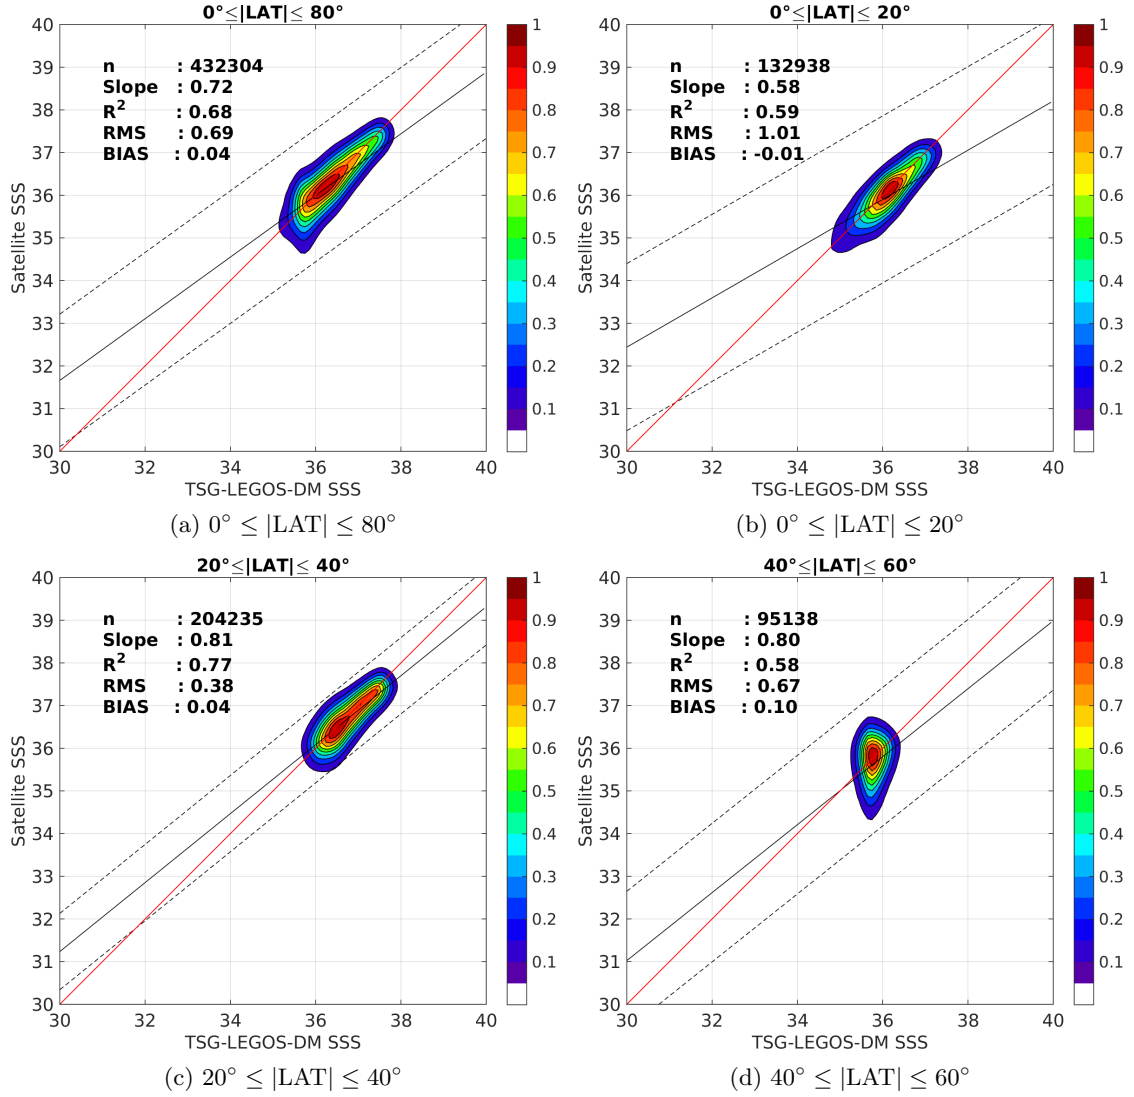 0°≤|LAT|≤ 80°
n : 432304
Slope : 0.72
R²
: 0.68
RMS : 0.69
BIAS : 0.04
Satellite SSS
40
39
38
37
36
35
34
33
32
31
30
30 32 34 36 38 40
TSG-LEGOS-DM SSS
1
0.9
0.8
0.7
0.6
0.5
0.4
0.3
0.2
0.1
(a) 0° ≤ |LAT| ≤ 80°
0°≤|LAT|≤ 20°
n : 132938
Slope : 0.58
R² : 0.59
RMS : 1.01
BIAS : -0.01
Satellite SSS
40
39
38
37
36
35
34
33
32
31
30
30 32 34 36 38 40
TSG-LEGOS-DM SSS
1
0.9
0.8
0.7
0.6
0.5
0.4
0.3
0.2
0.1
(b) 0° ≤ |LAT| ≤ 20°
20°≤|LAT|≤ 40°
n : 204235
Slope : 0.81
R² : 0.77
RMS : 0.38
BIAS : 0.04
Satellite SSS
40
39
38
37
36
35
34
33
32
31
30
30 32 34 36 38 40
TSG-LEGOS-DM SSS
1
0.9
0.8
0.7
0.6
0.5
0.4
0.3
0.2
0.1
(c) 20° ≤ |LAT| ≤ 40°
40°≤|LAT|≤ 60°
n : 95138
Slope : 0.80
R² : 0.58
RMS : 0.67
BIAS : 0.10
Satellite SSS
40
39
38
37
36
35
34
33
32
31
30
30 32 34 36 38 40
TSG-LEGOS-DM SSS
1
0.9
0.8
0.7
0.6
0.5
0.4
0.3
0.2
0.1
(d) 40° ≤ |LAT| ≤ 60°